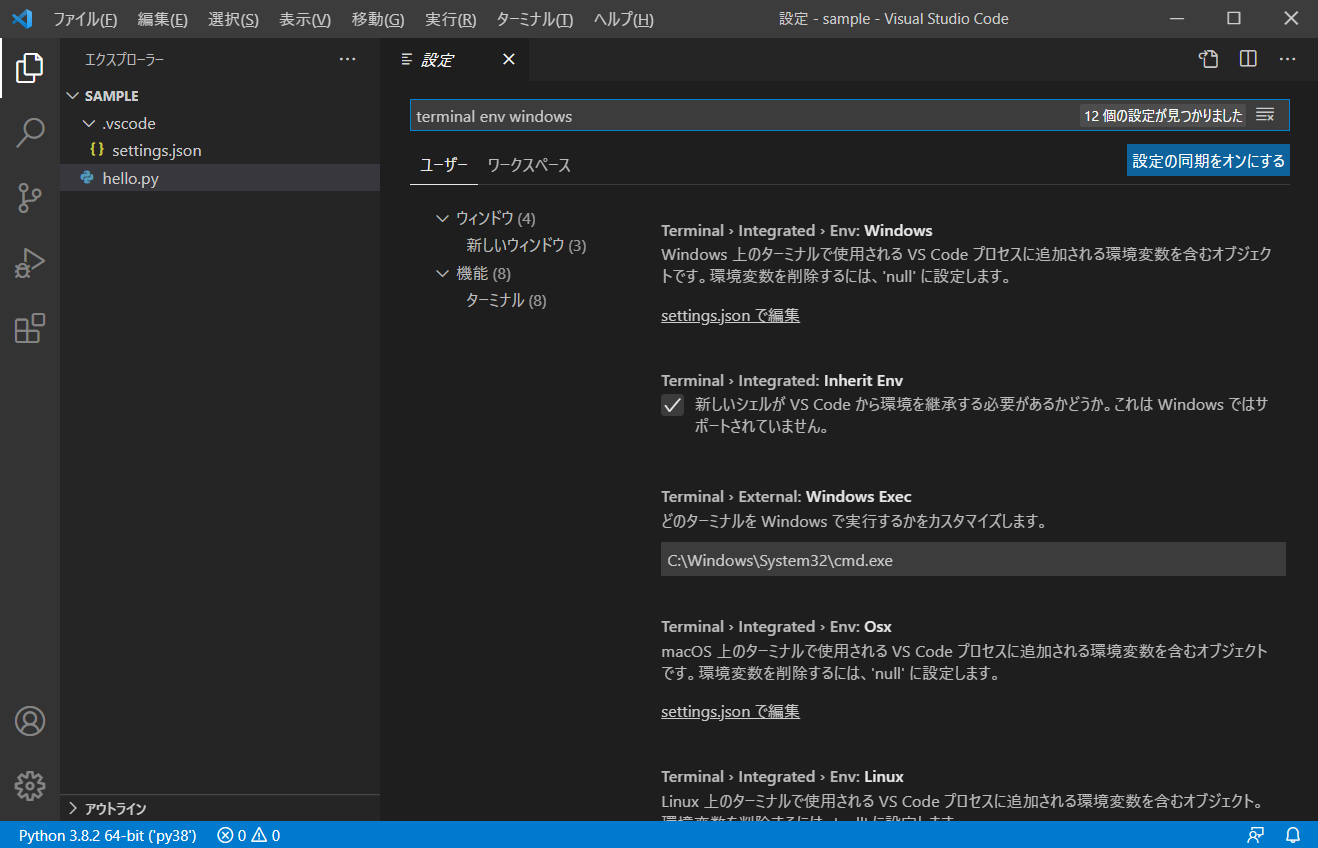 ファイル(F) 編集(E) 選択(S) 表示(V) 移動(G) 実行(R) ターミナル(T) ヘルプ(H) 設定 - sample - Visual Studio Code
エクスプローラー
SAMPLE
.vscode
{} settings.json
hello.py
アウトライン
設定
terminal env windows 12 個の設定が見つかりました
ユーザー ワークスペース 設定の同期をオンにする
ウィンドウ (4)
新しいウィンドウ (3)
機能 (8)
ターミナル (8)
Terminal › Integrated › Env: Windows
Windows 上のターミナルで使用される VS Code プロセスに追加される環境変数を含むオブジェク
トです。環境変数を削除するには、'null' に設定します。
settings.json で編集
Terminal › Integrated: Inherit Env
新しいシェルが VS Code から環境を継承する必要があるかどうか。これは Windows ではサ
ポートされていません。
Terminal › External: Windows Exec
どのターミナルを Windows で実行するかをカスタマイズします。
C:\Windows\System32\cmd.exe
Terminal › Integrated › Env: Osx
macOS 上のターミナルで使用される VS Code プロセスに追加される環境変数を含むオブジェクト
です。環境変数を削除するには、'null' に設定します。
settings.json で編集
Terminal › Integrated › Env: Linux
Linux 上のターミナルで使用される VS Code プロセスに追加される環境変数を含むオブジェクト。
Python 3.8.2 64-bit ('py38') 0 0